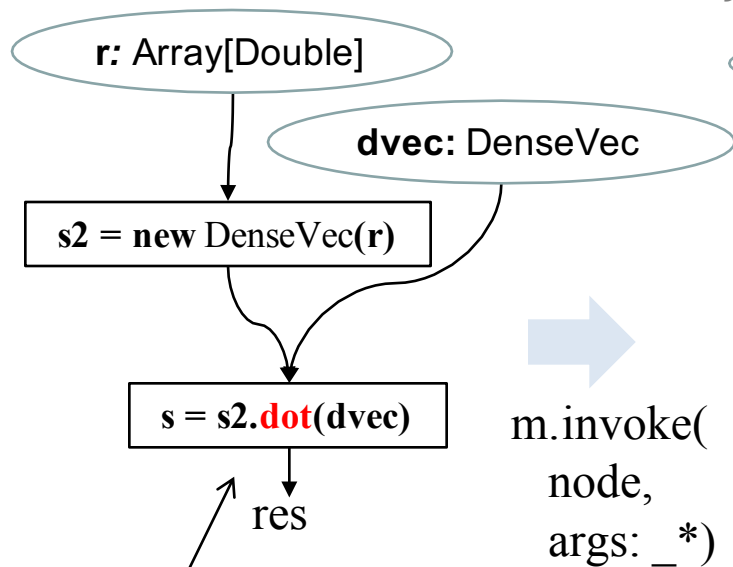 r: Array[Double]
dvec: DenseVec
s2 = new DenseVec(r)
s = s2.dot(dvec)
res
m.invoke(
node,
args: _*)